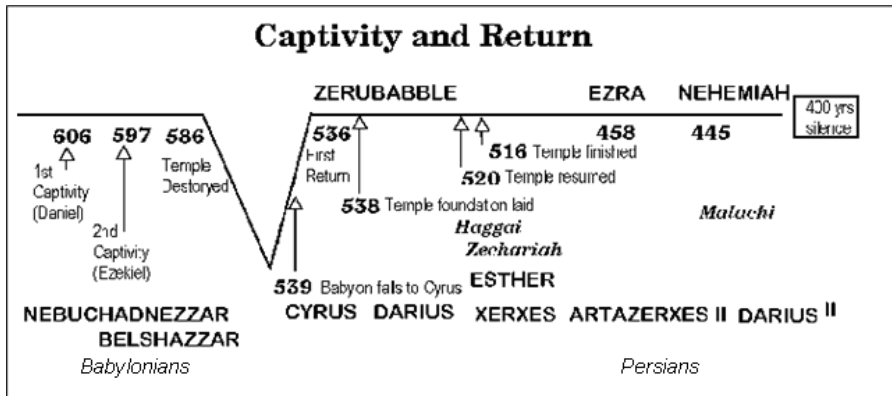 Captivity and Return
ZERUBABBLE EZRA NEHEMIAH
400 yrs
silence
606 597 586 536 458 445
1st
Captivity
(Daniel)
2nd
Captivity
(Ezekiel)
Temple
Destoryed
First
Return
516 Temple finished
520 Temple resumed
538 Temple foundation laid
Haggai
Zechariah
Malachi
539 Babyon falls to Cyrus
ESTHER
NEBUCHADNEZZAR CYRUS DARIUS XERXES ARTAZERXES II DARIUS II
BELSHAZZAR
Babylonians Persians